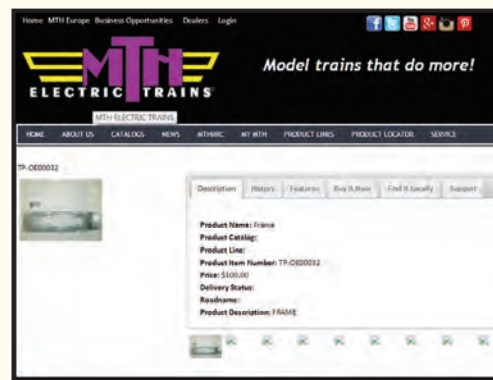 Home MTH Europe Business Opportunities Dealers Login
MTH
ELECTRIC TRAINS
Model trains that do more!
MTH ELECTRIC TRAINS
HOME ABOUT US CATALOGS NEWS MTHRRC MY MTH PRODUCT LINES PRODUCT LOCATOR SERVICE
TP-OE00032
Description History Features Buy It Now Find It Locally Support
Product Name: Frame
Product Catalog:
Product Line:
Product Item Number: TP-OE00032
Price: $100.00
Delivery Status:
Roadname:
Product Description: FRAME